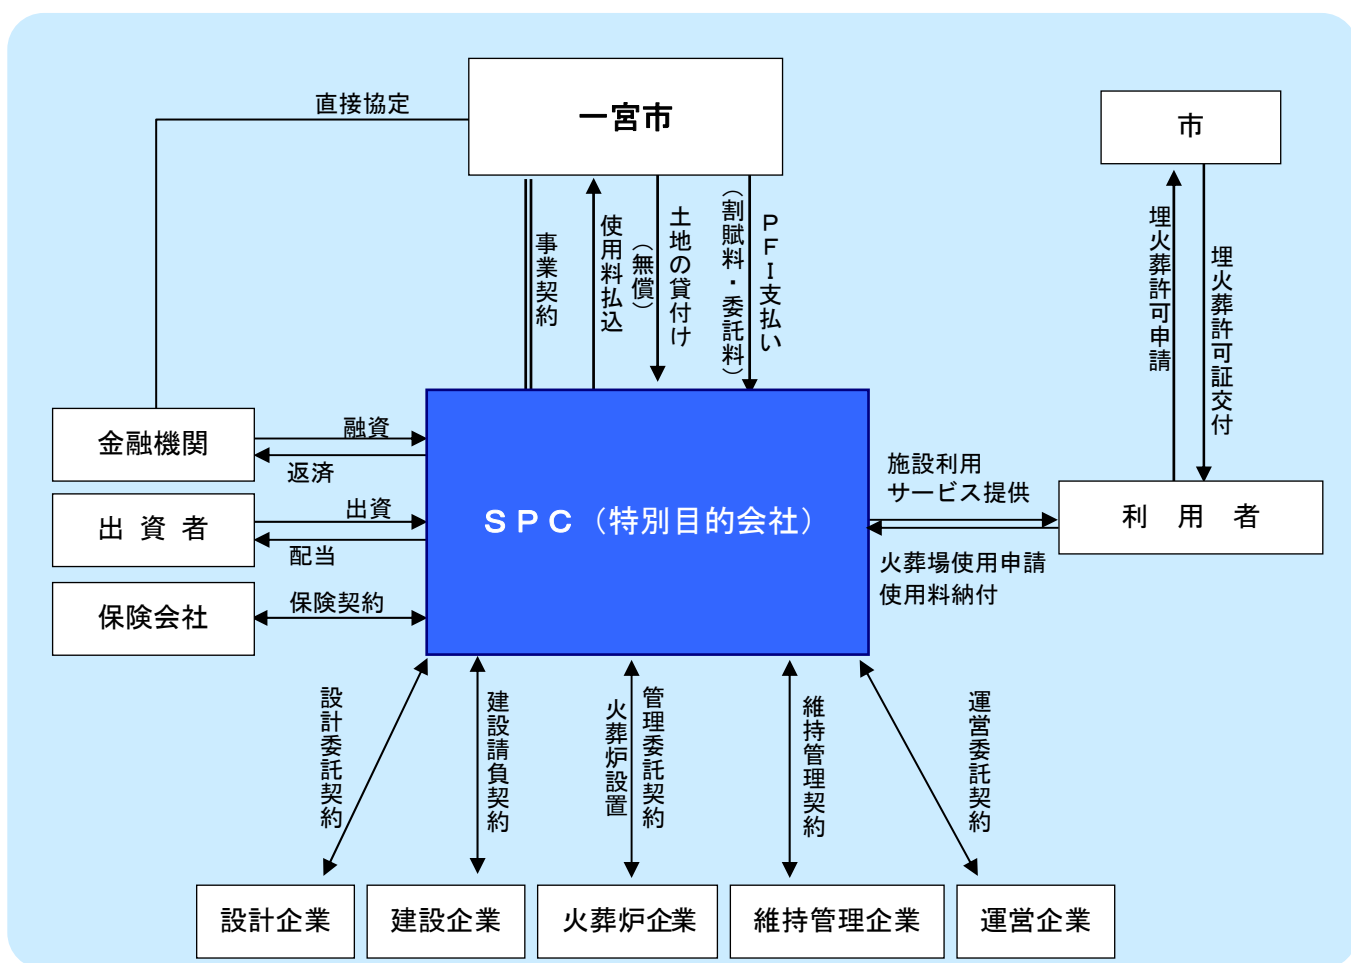 一宮市
直接協定
市
事業契約
使用料払込
土地の貸付け
（無償）
ＰＦＩ支払い
（割賦料・委託料）
埋火葬許可申請
埋火葬許可証交付
金融機関
融資
返済
出資者
出資
配当
保険会社
保険契約
ＳＰＣ（特別目的会社）
施設利用
サービス提供
利用者
火葬場使用申請
使用料納付
設計委託契約
建設請負契約
火葬炉設置
管理委託契約
維持管理契約
運営委託契約
設計企業
建設企業
火葬炉企業
維持管理企業
運営企業